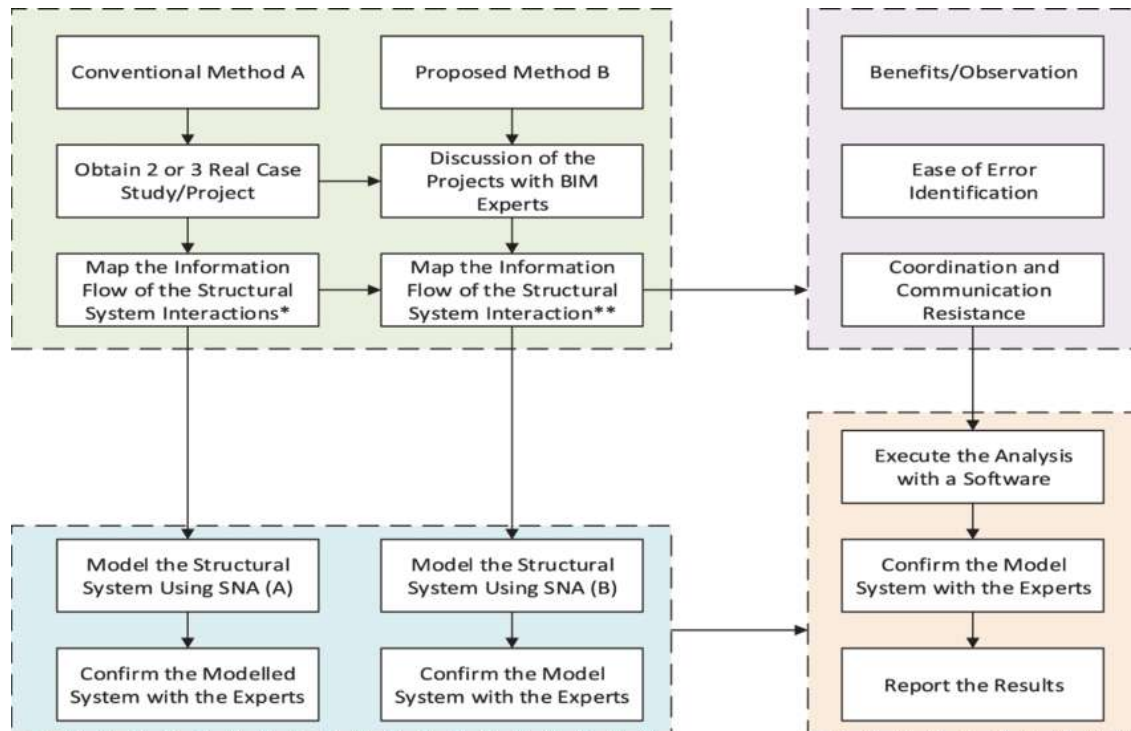 Conventional Method A
Proposed Method B
Benefits/Observation
Obtain 2 or 3 Real Case
Study/Project
Discussion of the
Projects with BIM
Experts
Ease of Error
Identification
Map the Information
Flow of the Structural
System Interactions*
Map the Information
Flow of the Structural
System Interaction**
Coordination and
Communication
Resistance
Execute the Analysis
with a Software
Model the Structural
System Using SNA (A)
Model the Structural
System Using SNA (B)
Confirm the Model
System with the Experts
Confirm the Modelled
System with the Experts
Confirm the Model
System with the Experts
Report the Results